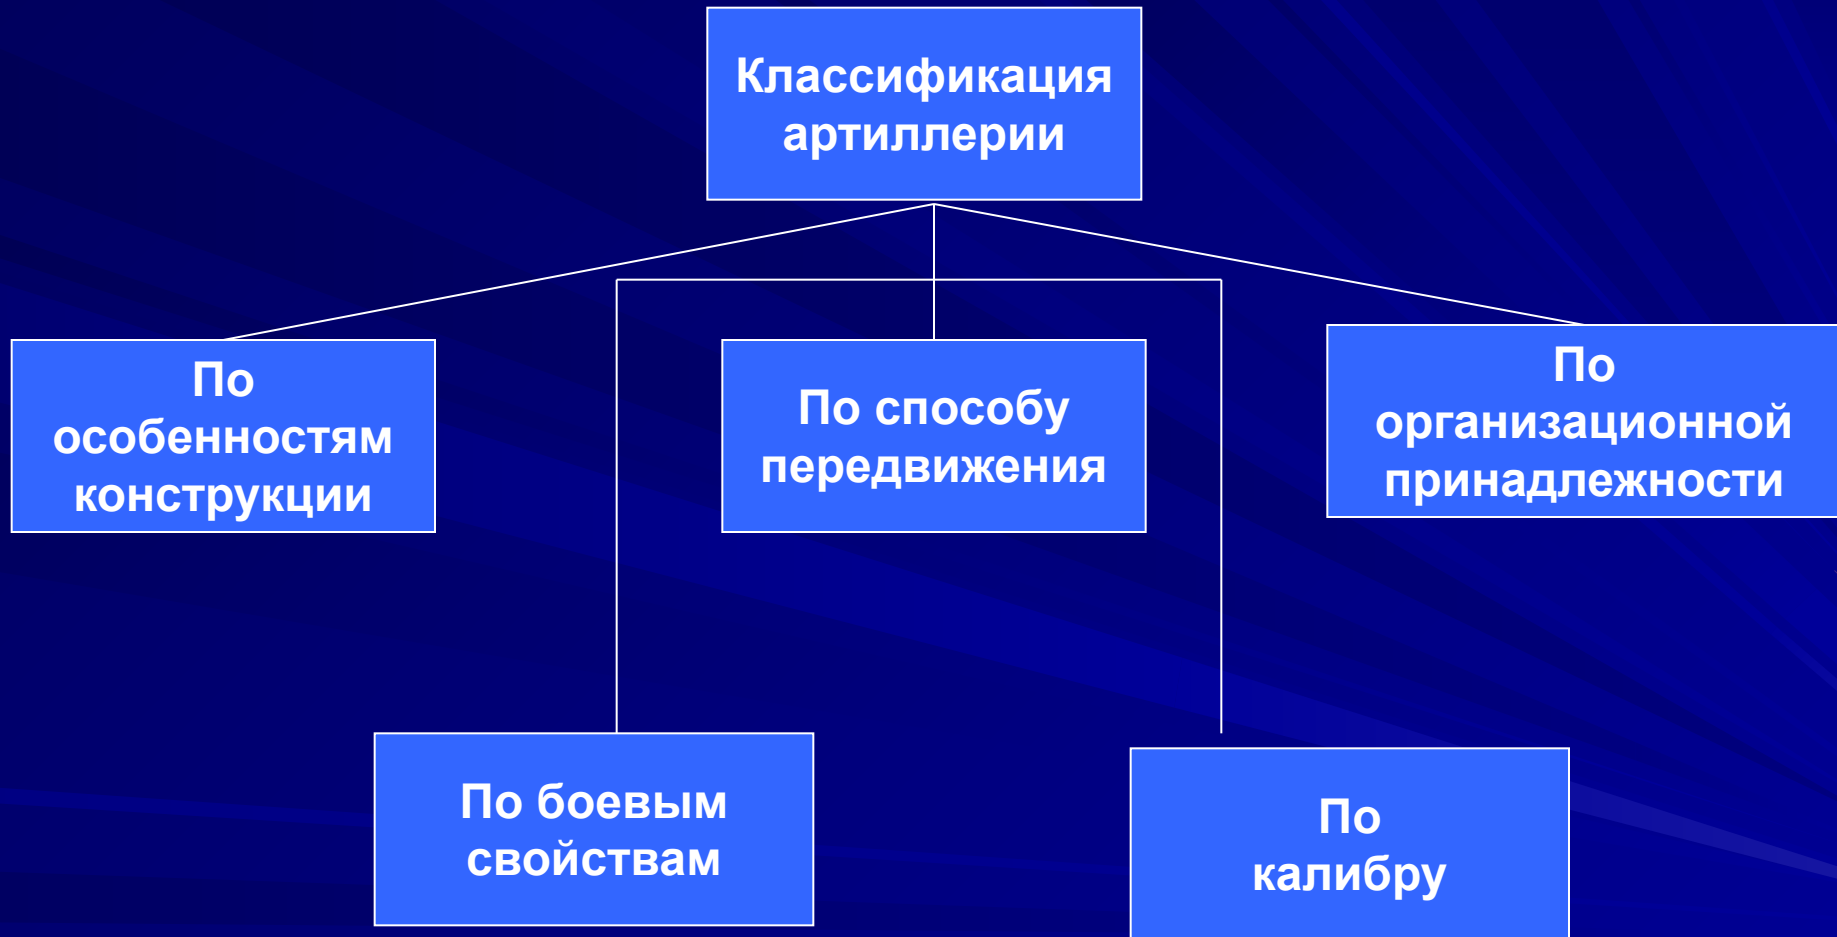 Классификация
артиллерии
По
особенностям
конструкции
По способу
передвижения
По
организационной
принадлежности
По боевым
свойствам
По
калибру